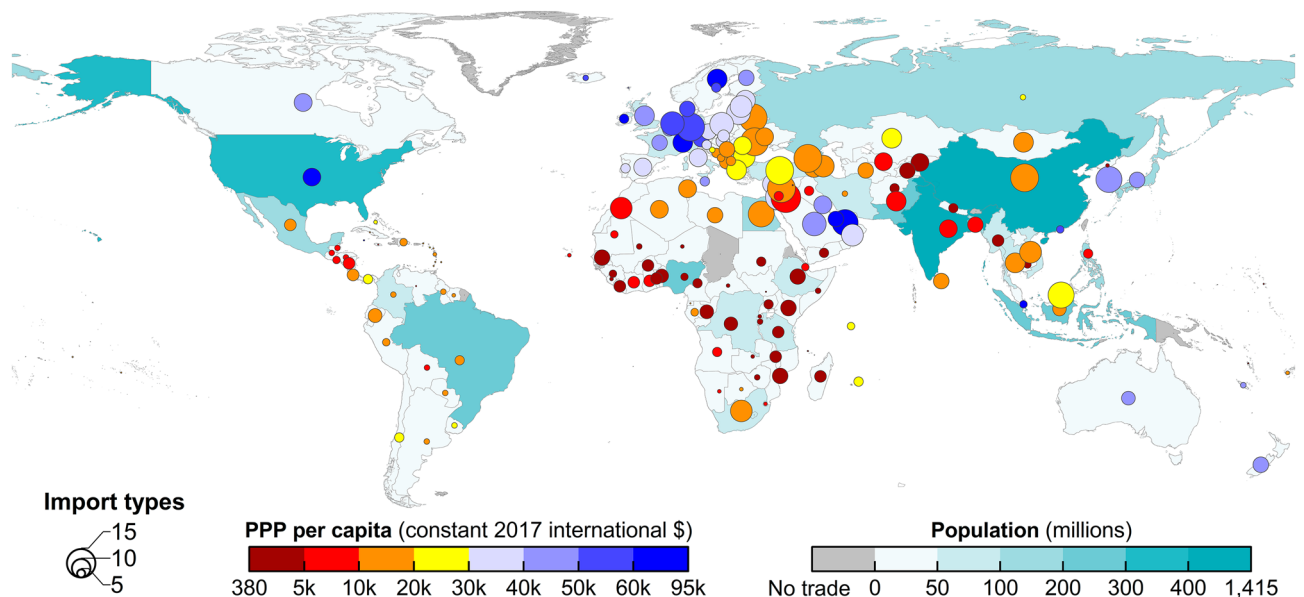 Import types
15
10
5
PPP per capita (constant 2017 international $)
380 5k 10k 20k 30k 40k 50k 60k 95k
Population (millions)
No trade 0 50 100 200 300 400 1,415